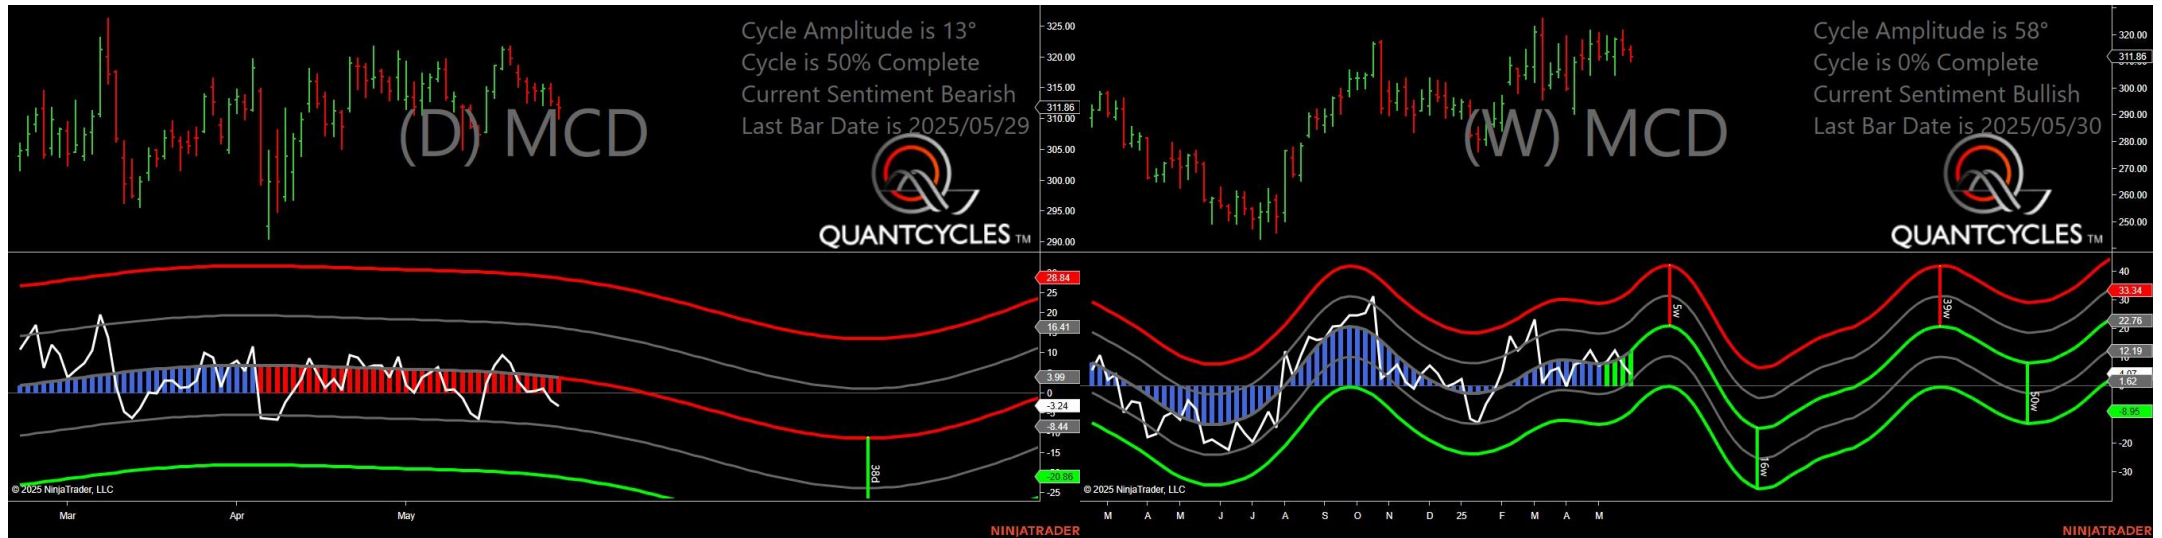 Cycle Amplitude is 13°
Cycle is 50% Complete
Current Sentiment Bearish
Last Bar Date is 2025/05/29
(D) MCD
QUANTCYCLES TM
325.00
320.00
315.00
311.86
310.00
305.00
300.00
295.00
290.00
28.84
25
20
16.41
10
3.99
0
-3.24
-8.44
-15
-20.86
-25
38d
© 2025 NinjaTrader, LLC
Mar
Apr
May
NINJATRADER
Cycle Amplitude is 58°
Cycle is 0% Complete
Current Sentiment Bullish
Last Bar Date is 2025/05/30
(W) MCD
QUANTCYCLES TM
320.00
311.86
300.00
290.00
280.00
270.00
260.00
250.00
40
33.34
30
22.76
12.19
1.62
-8.95
-20
-30
5w
16w
39w
50w
© 2025 NinjaTrader, LLC
M A M J J A S O N D 25 F M A M
NINJATRADER